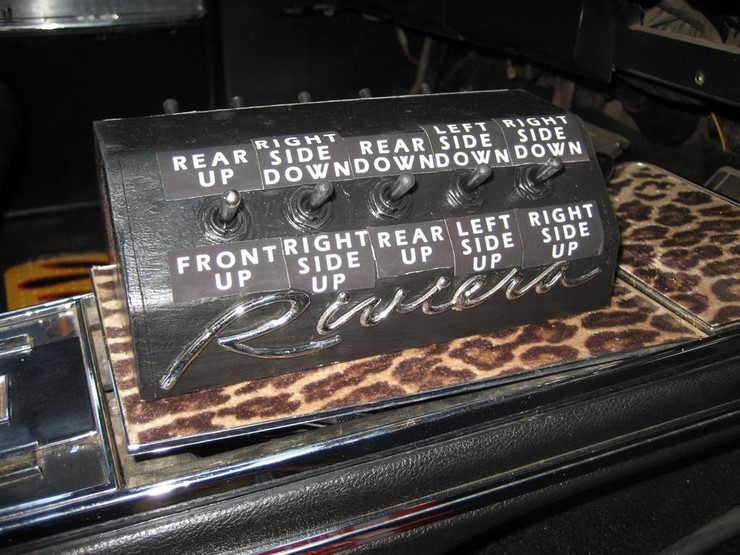 REAR
UP
RIGHT
SIDE
DOWN
REAR
DOWN
LEFT
SIDE
DOWN
RIGHT
SIDE
DOWN
FRONT
UP
RIGHT
SIDE
UP
REAR
UP
LEFT
SIDE
UP
RIGHT
SIDE
UP
Riviera